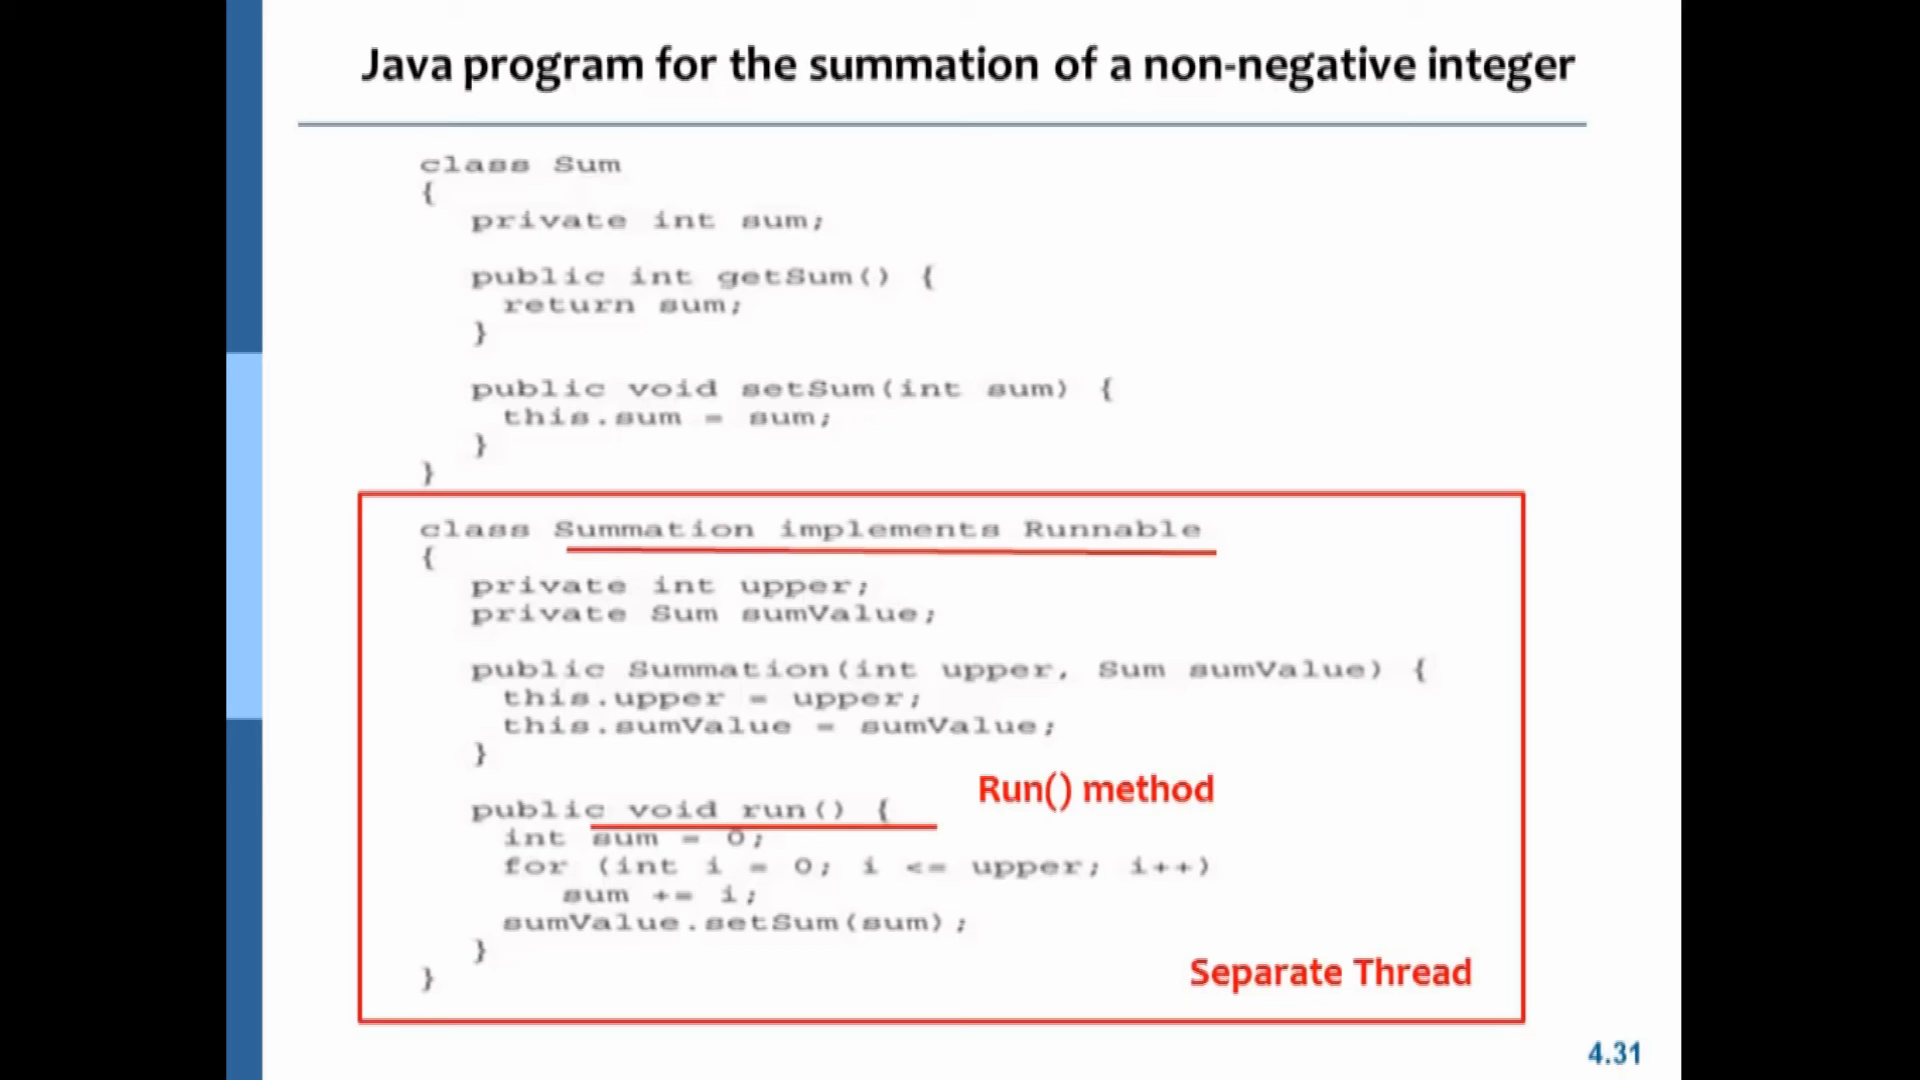 Java program for the summation of a non-negative integer
class Sum
{
private int sum;
public int getSum() {
return sum;
}
public void setSum(int sum) {
this.sum = sum;
}
}
class Summation implements Runnable
{
private int upper;
private Sum sumValue;
public Summation(int upper, Sum sumValue) {
this.upper = upper;
this.sumValue = sumValue;
}
Run() method
public void run() {
int sum = 0;
for (int i = 0; i <= upper; i++)
sum += i;
sumValue.setSum(sum);
}
Separate Thread
}
4.31